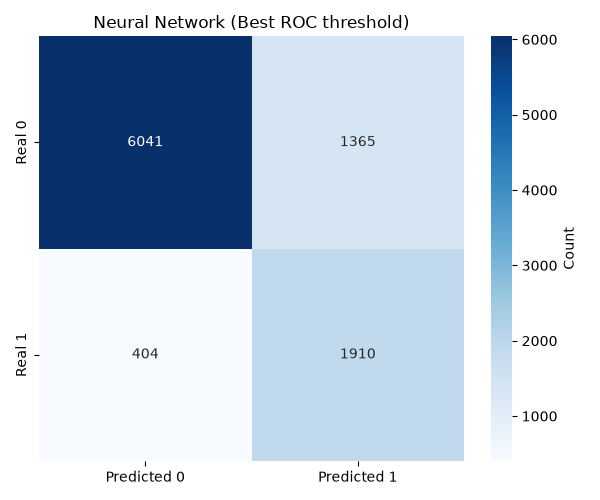 Neural Network (Best ROC threshold)
Real 0
6041
1365
Real 1
404
1910
Predicted 0
Predicted 1
6000
5000
4000
3000
2000
1000
Count